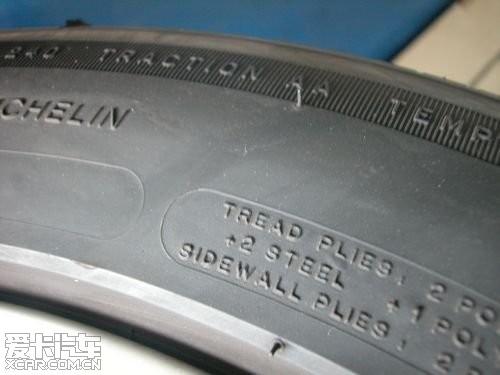 240 TRACTION AA TEMP
CHELIN
TREAD PLIES: 2 PO
+2 STEEL +1 POL
SIDEWALL PLIES: 2 P
爱卡汽车
XCAR.COM.CN